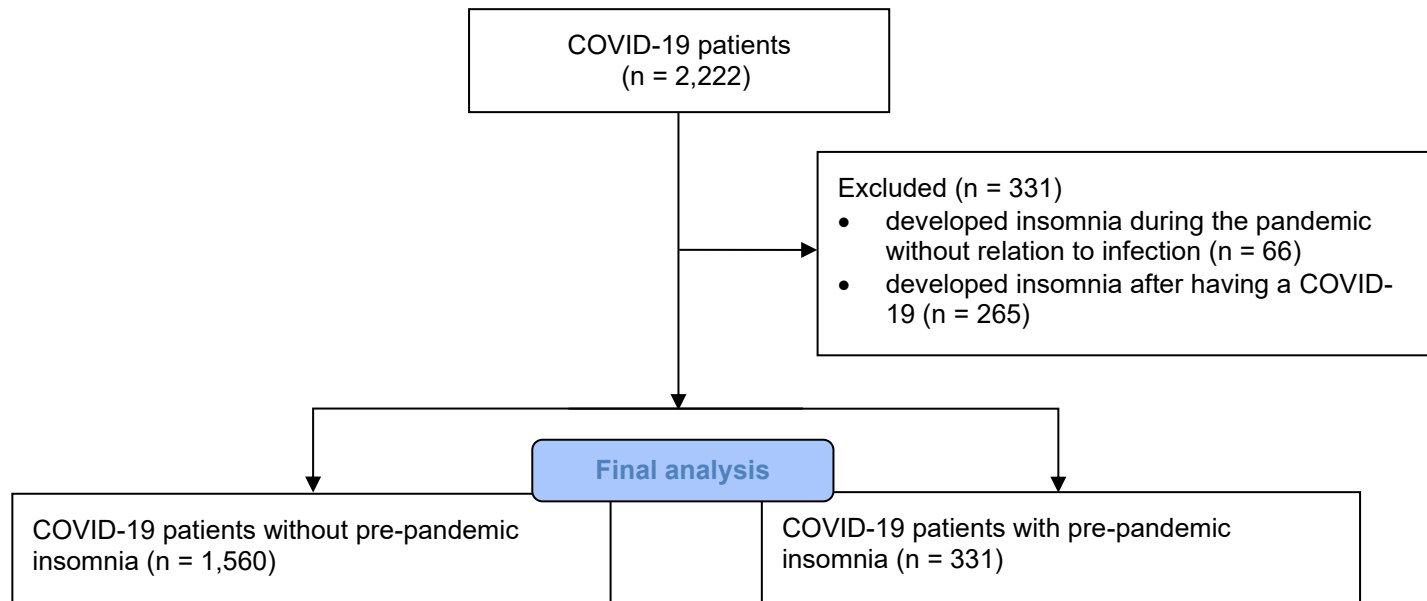 COVID-19 patients
(n = 2,222)
Excluded (n = 331)
• developed insomnia during the pandemic
without relation to infection (n = 66)
• developed insomnia after having a COVID-
19 (n = 265)
Final analysis
COVID-19 patients without pre-pandemic
insomnia (n = 1,560)
COVID-19 patients with pre-pandemic
insomnia (n = 331)